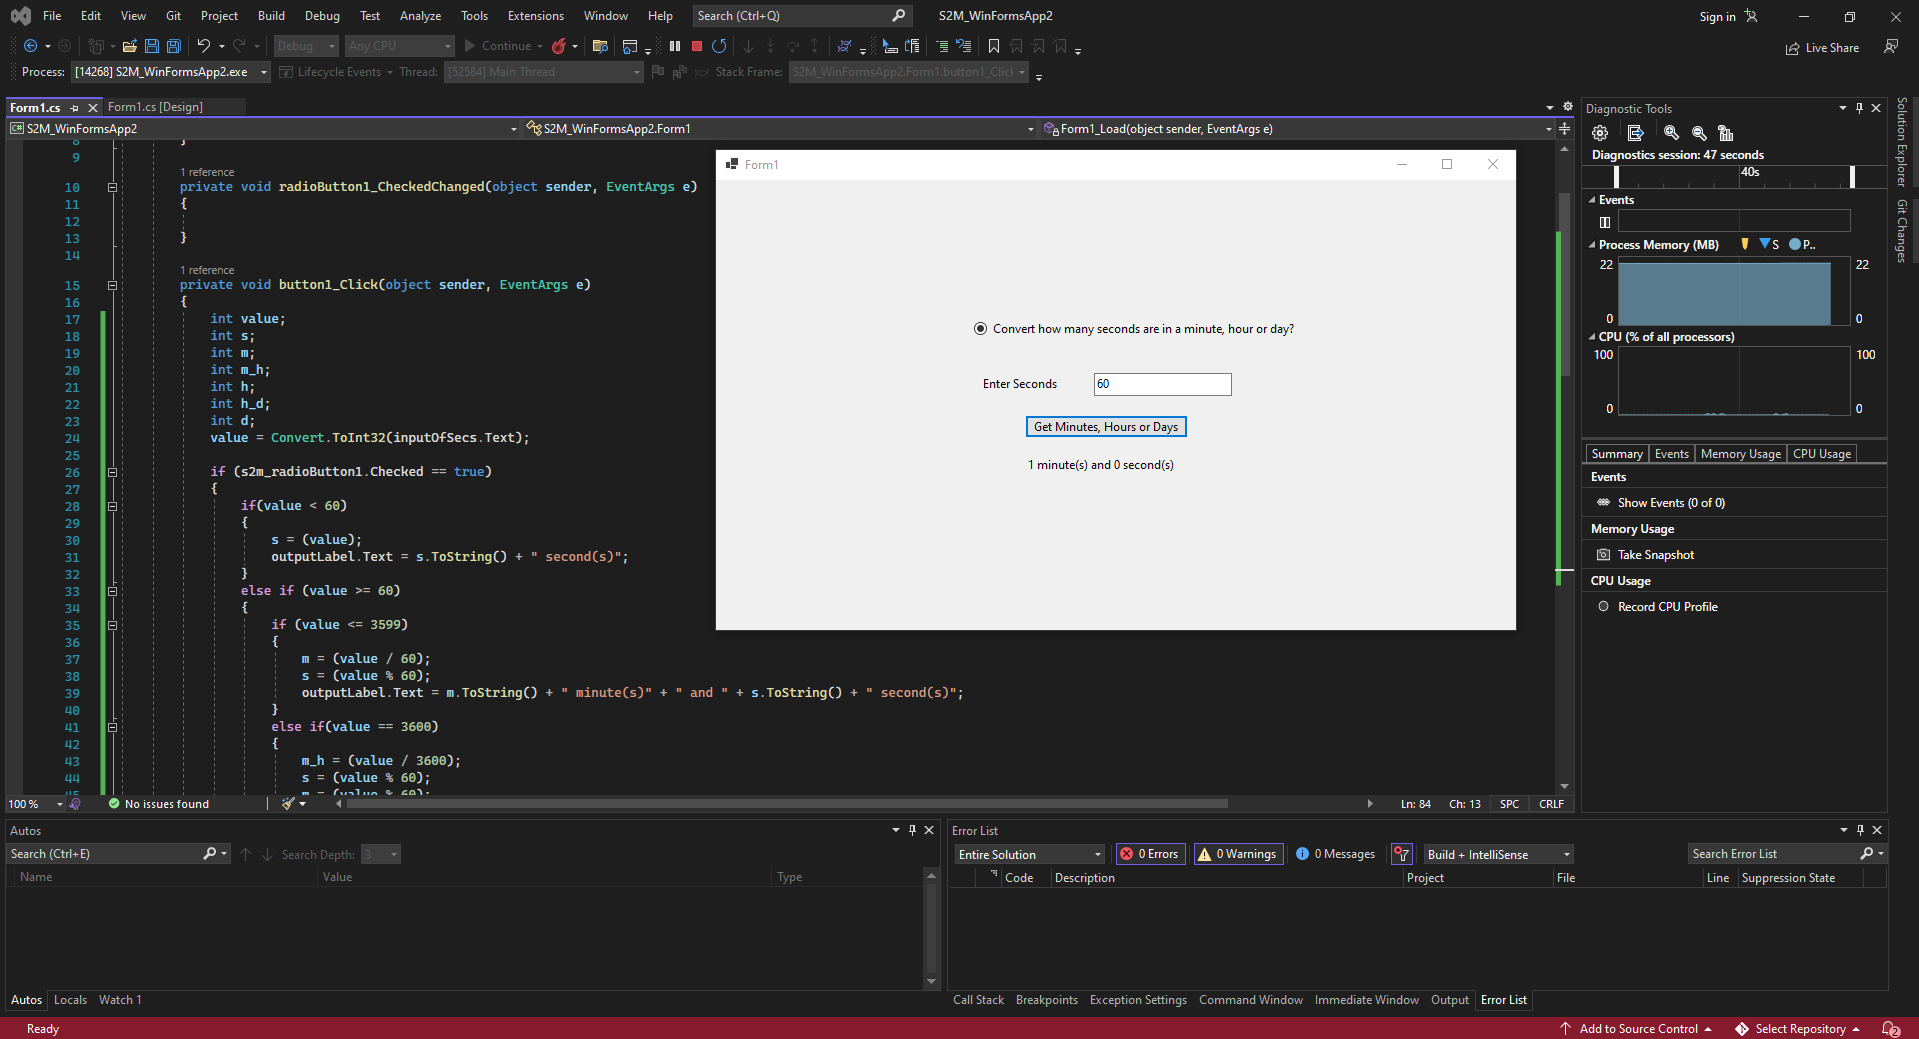 File Edit View Git Project Build Debug Test Analyze Tools Extensions Window Help Search (Ctrl+Q) S2M_WinFormsApp2 Sign in
Debug Any CPU Continue Live Share
Process: [14268] S2M_WinFormsApp2.exe Lifecycle Events Thread: [52584] Main Thread Stack Frame: S2M_WinFormsApp2.Form1.button1_Click
Form1.cs Form1.cs [Design]
C# S2M_WinFormsApp2 S2M_WinFormsApp2.Form1 Form1_Load(object sender, EventArgs e)
8 }
9
1 reference
10 private void radioButton1_CheckedChanged(object sender, EventArgs e)
11 {
12
13 }
14
1 reference
15 private void button1_Click(object sender, EventArgs e)
16 {
17 int value;
18 int s;
19 int m;
20 int m_h;
21 int h;
22 int h_d;
23 int d;
24 value = Convert.ToInt32(inputOfSecs.Text);
25
26 if (s2m_radioButton1.Checked == true)
27 {
28 if(value < 60)
29 {
30 s = (value);
31 outputLabel.Text = s.ToString() + " second(s)";
32 }
33 else if (value >= 60)
34 {
35 if (value <= 3599)
36 {
37 m = (value / 60);
38 s = (value % 60);
39 outputLabel.Text = m.ToString() + " minute(s)" + " and " + s.ToString() + " second(s)";
40 }
41 else if(value == 3600)
42 {
43 m_h = (value / 3600);
44 s = (value % 60);
45 m = (value % 60);
Form1
Convert how many seconds are in a minute, hour or day?
Enter Seconds 60
Get Minutes, Hours or Days
1 minute(s) and 0 second(s)
100 % No issues found Ln: 84 Ch: 13 SPC CRLF
Diagnostic Tools
Diagnostics session: 47 seconds
40s
Events
Process Memory (MB) S P..
22 22
0 0
CPU (% of all processors)
100 100
0 0
Summary Events Memory Usage CPU Usage
Events
Show Events (0 of 0)
Memory Usage
Take Snapshot
CPU Usage
Record CPU Profile
Solution Explorer
Git Changes
Autos
Search (Ctrl+E) Search Depth: 3
Name Value Type
Autos Locals Watch 1
Error List
Entire Solution 0 Errors 0 Warnings 0 Messages Build + IntelliSense Search Error List
Code Description Project File Line Suppression State
Call Stack Breakpoints Exception Settings Command Window Immediate Window Output Error List
Ready Add to Source Control Select Repository 2